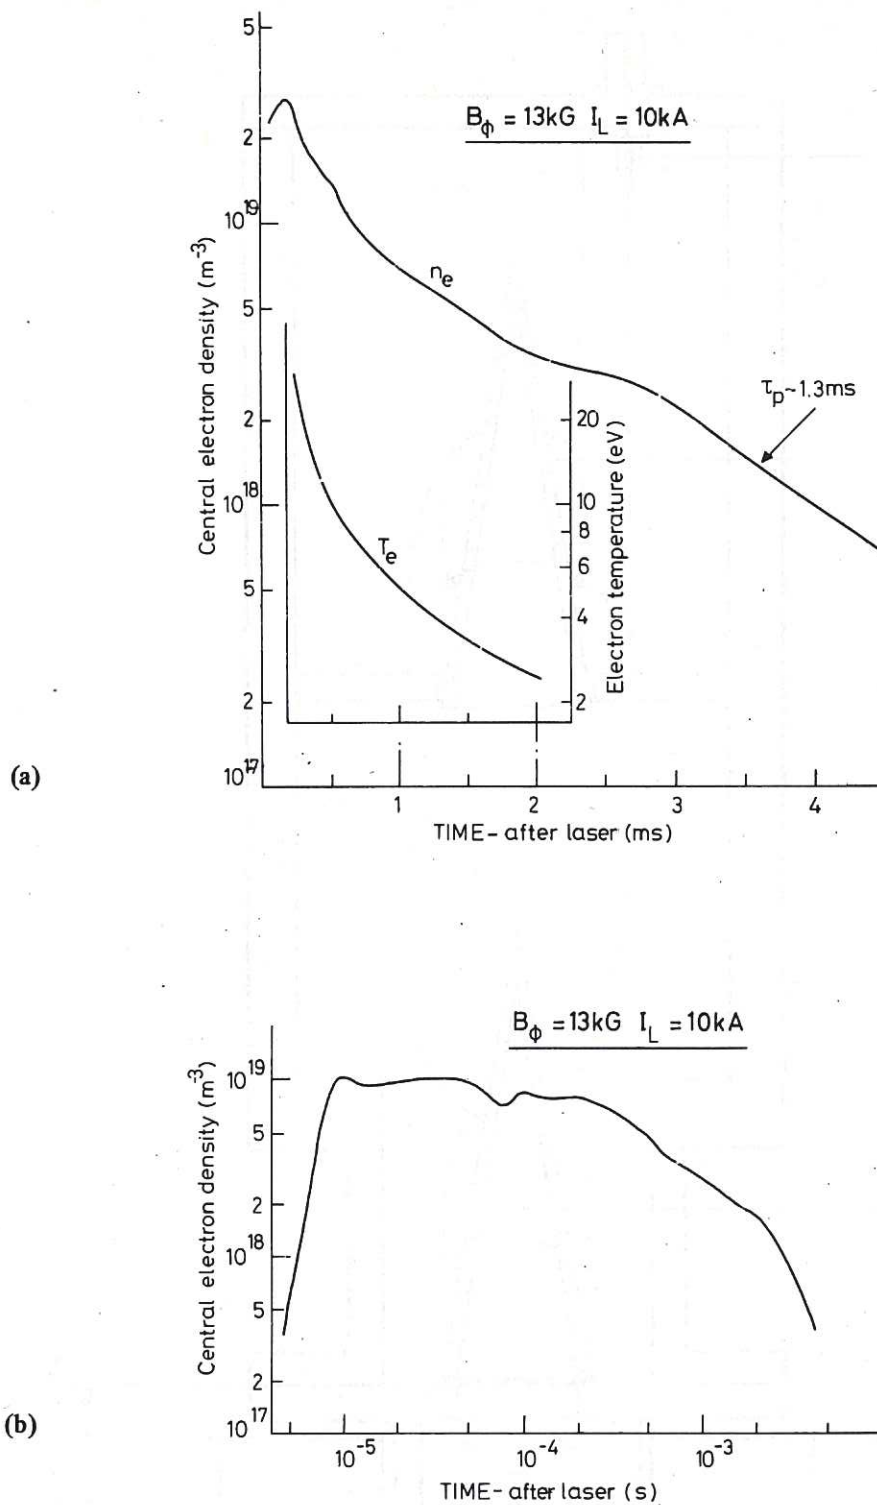 5
B_ϕ = 13kG I_L = 10kA
2
10^19
Central electron density (m^-3)
n_e
5
τ_p ~ 1.3ms
2
20
Electron temperature (eV)
10^18
10
8
T_e
6
5
4
2
2
(a)
10^17
1 2 3 4
TIME - after laser (ms)
B_ϕ = 13kG I_L = 10kA
10^19
Central electron density (m^-3)
5
2
10^18
5
2
(b)
10^17
10^-5 10^-4 10^-3
TIME - after laser (s)